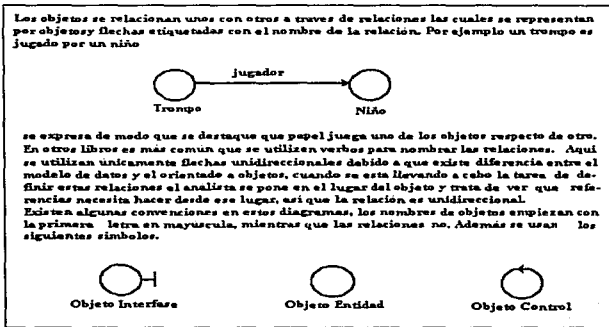 Los objetos se relacionan unos con otros a traves de relaciones las cuales se representan
por objetos y flechas etiquetadas con el nombre de la relación. Por ejemplo un trompo es
jugado por un niño
jugador
Trompo
Niño
se expresa de modo que se destaque que papel juega uno de los objetos respecto de otro.
En otros libros es más común que se utilizen verbos para nombrar las relaciones. Aqui
se utilizan únicamente flechas unidireccionales debido a que existe diferencia entre el
modelo de datos y el orientado a objetos, cuando se esta llevando a cabo la tarea de de-
finir estas relaciones el analista se pone en el lugar del objeto y trata de ver que refe-
rencias necesita hacer desde ese lugar, asi que la relación es unidireccional.
Existen algunas convenciones en estos diagramas, los nombres de objetos empiezan con
la primera letra en mayuscula, mientras que las relaciones no. Además se usan los
siguientes simbolos.
Objeto Interfase
Objeto Entidad
Objeto Control